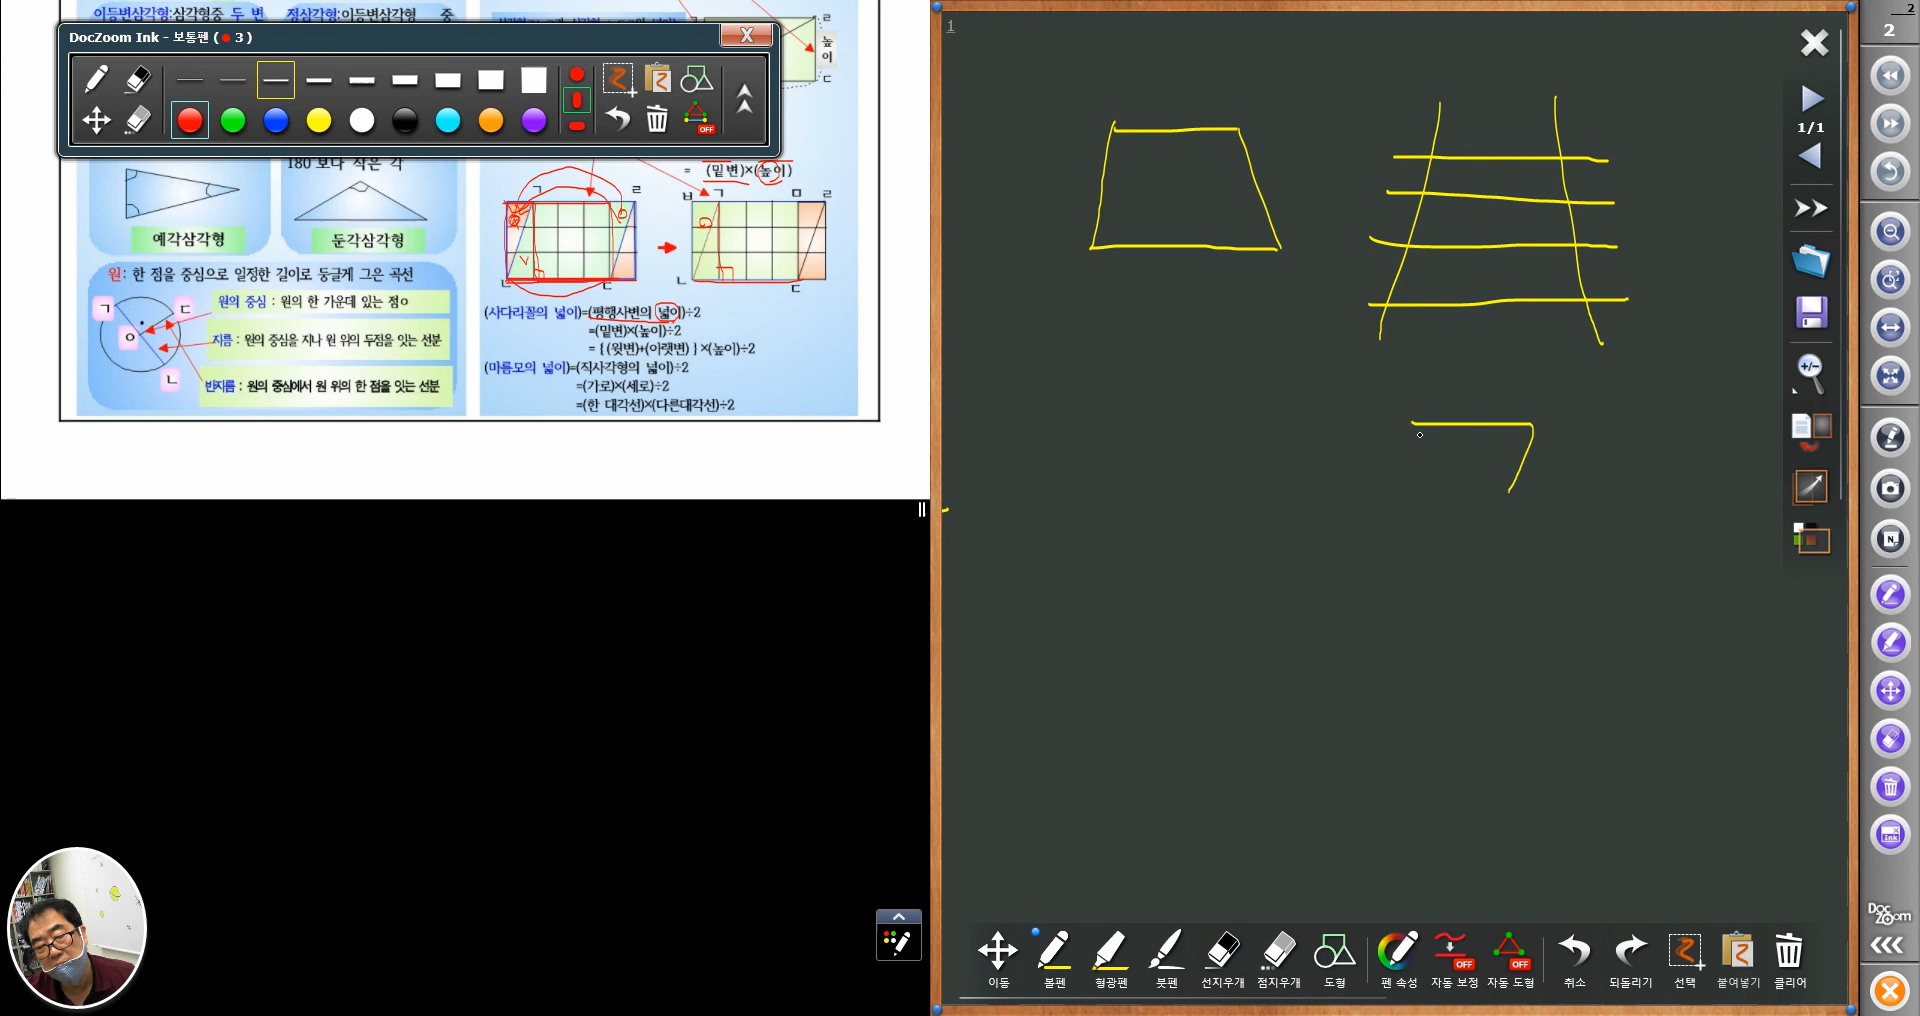 이등변삼각형:삼각형중 두 변
정삼각형:이등변삼각형 중
DocZoom Ink - 보통펜 ( ● 3 )
X
OFF
ㄹ
높이
ㄷ
180 보다 작은 각
예각삼각형
둔각삼각형
= (밑변)×(높이)
ㄱ ㄹ
ㅂ ㄱ ㅁ ㄹ
ㄴ ㄷ
ㄴ ㄷ
원: 한 점을 중심으로 일정한 길이로 둥글게 그은 곡선
ㄱ
ㄷ
ㅇ
ㄴ
원의 중심 : 원의 한 가운데 있는 점ㅇ
지름 : 원의 중심을 지나 원 위의 두점을 잇는 선분
반지름 : 원의 중심에서 원 위의 한 점을 잇는 선분
(사다리꼴의 넓이)=(평행사변의 넓이)÷2
=(밑변)×(높이)÷2
= {(윗변)+(아랫변) } ×(높이)÷2
(마름모의 넓이)=(직사각형의 넓이)÷2
=(가로)×(세로)÷2
=(한 대각선)×(다른대각선)÷2
1
1/1
+/-
2
2
N
Ink
DocZoom
이동
볼펜
형광펜
붓펜
선지우개
점지우개
도형
펜 속성
OFF
자동 보정
OFF
자동 도형
취소
되돌리기
선택
붙여넣기
클리어